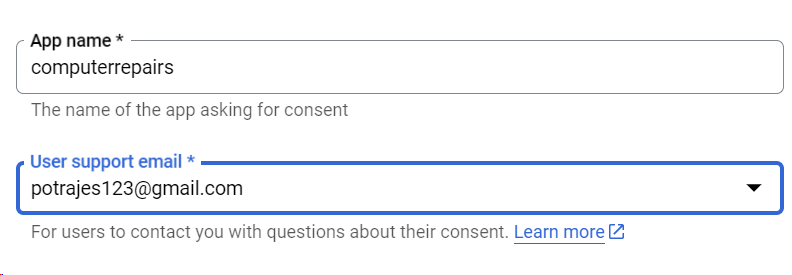 App name *
computerrepairs
The name of the app asking for consent
User support email *
potrajes123@gmail.com
For users to contact you with questions about their consent. Learn more